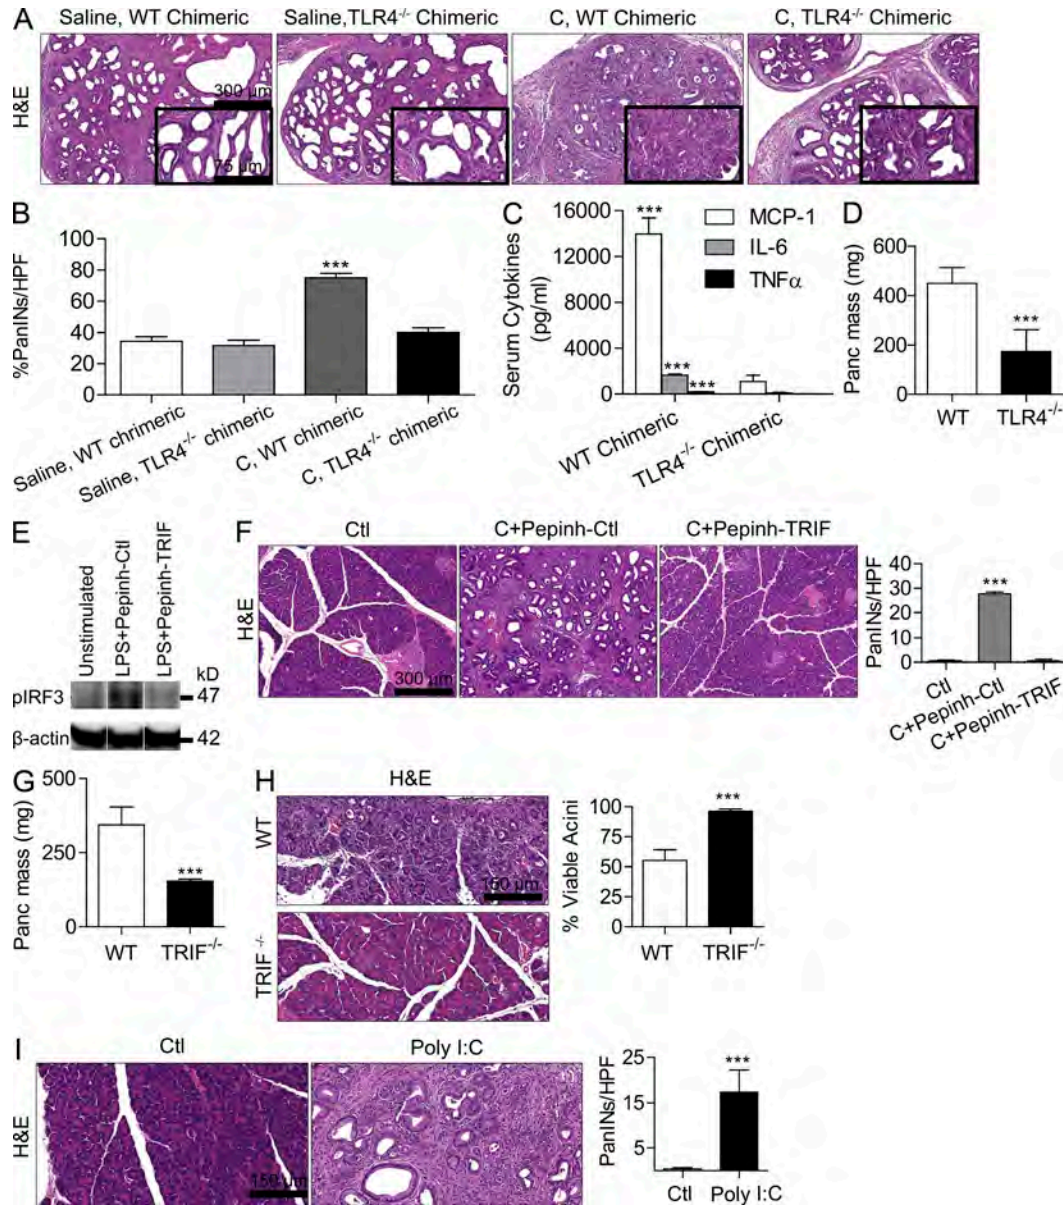 A
Saline, WT Chimeric
Saline,TLR4-/- Chimeric
C, WT Chimeric
C, TLR4-/- Chimeric
H&E
300 µm
75 µm
B
%PanINs/HPF
100
80
60
40
20
0
***
Saline, WT chrimeric
Saline, TLR4-/- chimeric
C, WT chimeric
C, TLR4-/- chimeric
C
Serum Cytokines
(pg/ml)
16000
12000
8000
4000
0
***
***
***
MCP-1
IL-6
TNFα
WT Chimeric
TLR4-/- Chimeric
D
Panc mass (mg)
600
400
200
0
***
WT
TLR4-/-
E
Unstimulated
LPS+Pepinh-Ctl
LPS+Pepinh-TRIF
kD
pIRF3
47
β-actin
42
F
Ctl
C+Pepinh-Ctl
C+Pepinh-TRIF
H&E
300 µm
PanINs/HPF
40
30
20
10
0
***
Ctl
C+Pepinh-Ctl
C+Pepinh-TRIF
G
Panc mass (mg)
500
250
0
***
WT
TRIF-/-
H
H&E
WT
150 µm
TRIF-/-
% Viable Acini
100
75
50
25
0
***
WT
TRIF-/-
I
Ctl
Poly I:C
H&E
150 µm
PanINs/HPF
25
15
5
***
Ctl
Poly I:C